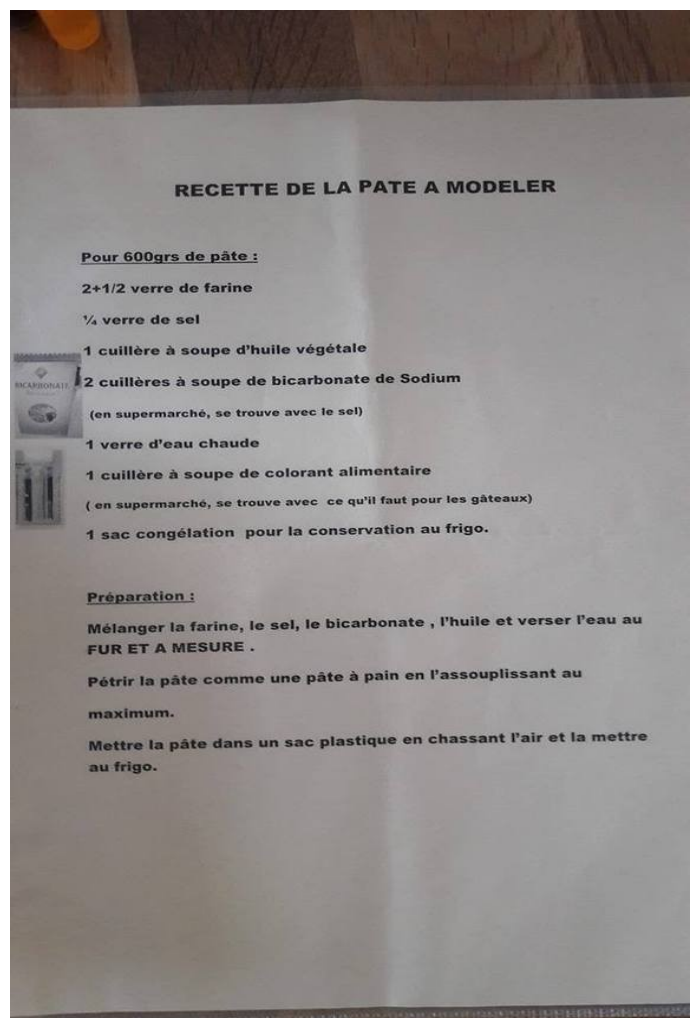 RECETTE DE LA PATE A MODELER
Pour 600grs de pâte :
2+1/2 verre de farine
¼ verre de sel
1 cuillère à soupe d'huile végétale
BICARBONATE
2 cuillères à soupe de bicarbonate de Sodium
(en supermarché, se trouve avec le sel)
1 verre d'eau chaude
1 cuillère à soupe de colorant alimentaire
( en supermarché, se trouve avec ce qu'il faut pour les gâteaux)
1 sac congélation pour la conservation au frigo.
Préparation :
Mélanger la farine, le sel, le bicarbonate , l'huile et verser l'eau au
FUR ET A MESURE .
Pétrir la pâte comme une pâte à pain en l'assouplissant au
maximum.
Mettre la pâte dans un sac plastique en chassant l'air et la mettre
au frigo.